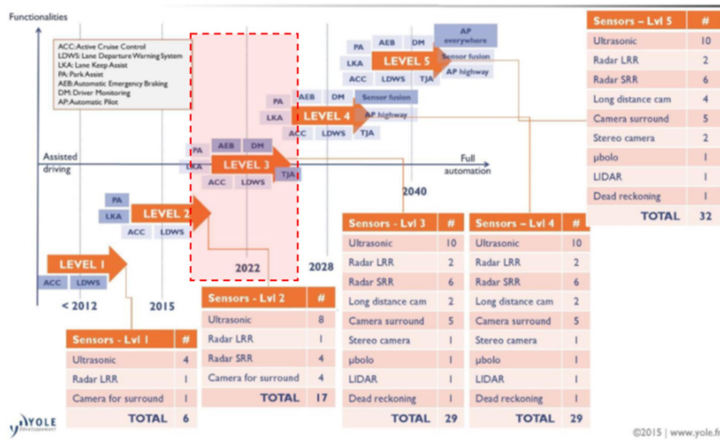 Functionalities
ACC: Active Cruise Control
LDWS: Lane Departure Warning System
LKA: Lane Keep Assist
PA: Park Assist
AEB: Automatic Emergency Braking
DM: Driver Monitoring
AP: Automatic Pilot
Assisted driving
Full automation
LEVEL 1
ACC LDWS
< 2012
PA
LKA
LEVEL 2
ACC LDWS
2015
PA AEB DM
LKA LEVEL 3
ACC LDWS TJA
2022
PA AEB DM Sensor fusion
LKA LEVEL 4 AP highway
ACC LDWS TJA
2028
PA AEB DM AP everywhere
LKA LEVEL 5 Sensor fusion
ACC LDWS TJA AP highway
2040
Sensors - Lvl 1 #
Ultrasonic 4
Radar LRR 1
Camera for surround 1
TOTAL 6
Sensors - Lvl 2 #
Ultrasonic 8
Radar LRR 1
Radar SRR 4
Camera for surround 4
TOTAL 17
Sensors - Lvl 3 #
Ultrasonic 10
Radar LRR 2
Radar SRR 6
Long distance cam 2
Camera surround 5
Stereo camera 1
µbolo 1
LIDAR 1
Dead reckoning 1
TOTAL 29
Sensors - Lvl 4 #
Ultrasonic 10
Radar LRR 2
Radar SRR 6
Long distance cam 2
Camera surround 5
Stereo camera 1
µbolo 1
LIDAR 1
Dead reckoning 1
TOTAL 29
Sensors - Lvl 5 #
Ultrasonic 10
Radar LRR 2
Radar SRR 6
Long distance cam 4
Camera surround 5
Stereo camera 2
µbolo 1
LIDAR 1
Dead reckoning 1
TOTAL 32
YOLE
Développement
©2015 | www.yole.fr